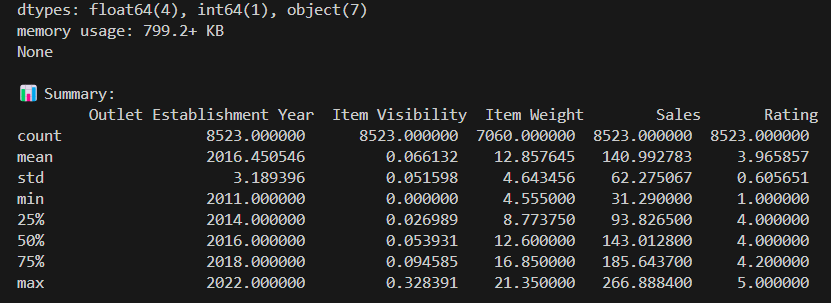 dtypes: float64(4), int64(1), object(7)
memory usage: 799.2+ KB
None
📊 Summary:
Outlet Establishment Year  Item Visibility  Item Weight        Sales       Rating
count                8523.000000      8523.000000  7060.000000  8523.000000  8523.000000
mean                 2016.450546         0.066132    12.857645   140.992783     3.965857
std                     3.189396         0.051598     4.643456    62.275067     0.605651
min                  2011.000000         0.000000     4.555000    31.290000     1.000000
25%                  2014.000000         0.026989     8.773750    93.826500     4.000000
50%                  2016.000000         0.053931    12.600000   143.012800     4.000000
75%                  2018.000000         0.094585    16.850000   185.643700     4.200000
max                  2022.000000         0.328391    21.350000   266.888400     5.000000